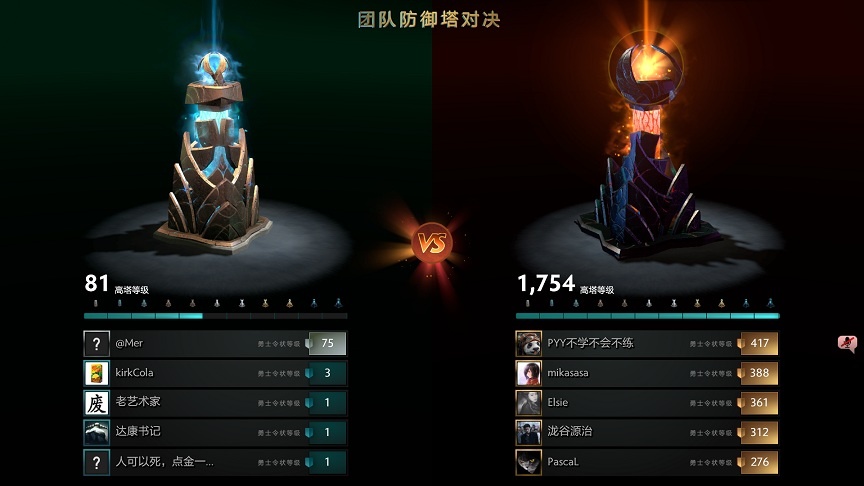 团队防御塔对决
81 高塔等级
VS
1,754 高塔等级
? @Mer 勇士令状等级 75
kirkCola 勇士令状等级 3
废 老艺术家 勇士令状等级 1
达康书记 勇士令状等级 1
? 人可以死，点金一... 勇士令状等级 1
PYY不学不会不练 勇士令状等级 417
mikasasa 勇士令状等级 388
Elsie 勇士令状等级 361
泷谷源治 勇士令状等级 312
PascaL 勇士令状等级 276